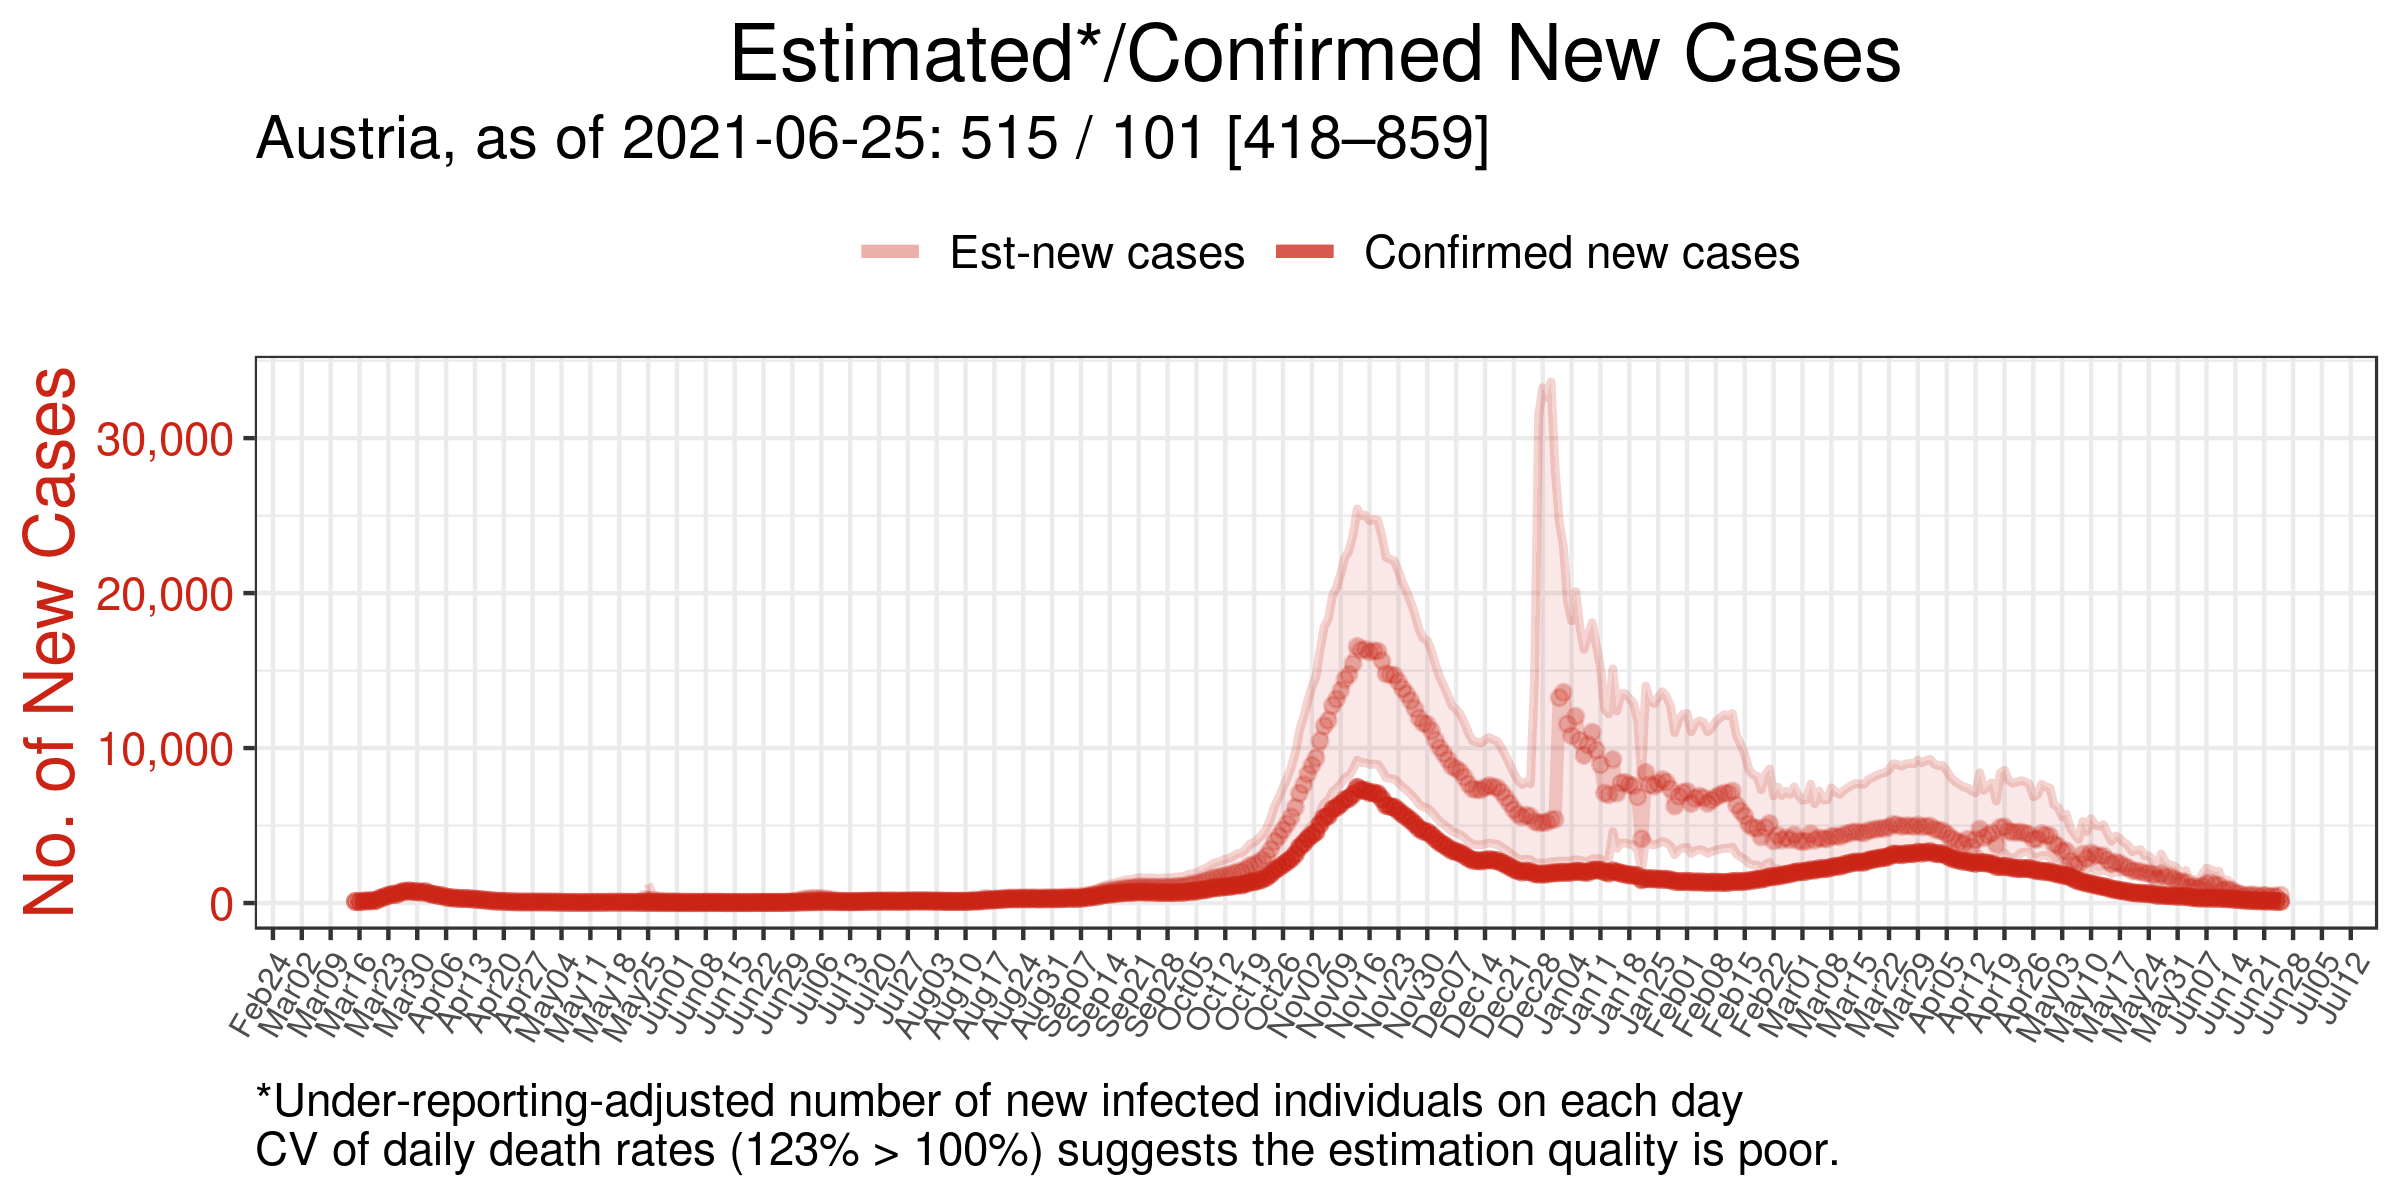 Estimated*/Confirmed New Cases
Austria, as of 2021-06-25: 515 / 101 [418–859]
Est-new cases
Confirmed new cases
No. of New Cases
30,000
20,000
10,000
0
Feb24
Mar02
Mar09
Mar16
Mar23
Mar30
Apr06
Apr13
Apr20
Apr27
May04
May11
May18
May25
Jun01
Jun08
Jun15
Jun22
Jun29
Jul06
Jul13
Jul20
Jul27
Aug03
Aug10
Aug17
Aug24
Aug31
Sep07
Sep14
Sep21
Sep28
Oct05
Oct12
Oct19
Oct26
Nov02
Nov09
Nov16
Nov23
Nov30
Dec07
Dec14
Dec21
Dec28
Jan04
Jan11
Jan18
Jan25
Feb01
Feb08
Feb15
Feb22
Mar01
Mar08
Mar15
Mar22
Mar29
Apr05
Apr12
Apr19
Apr26
May03
May10
May17
May24
May31
Jun07
Jun14
Jun21
Jun28
Jul05
Jul12
*Under-reporting-adjusted number of new infected individuals on each day
CV of daily death rates (123% > 100%) suggests the estimation quality is poor.